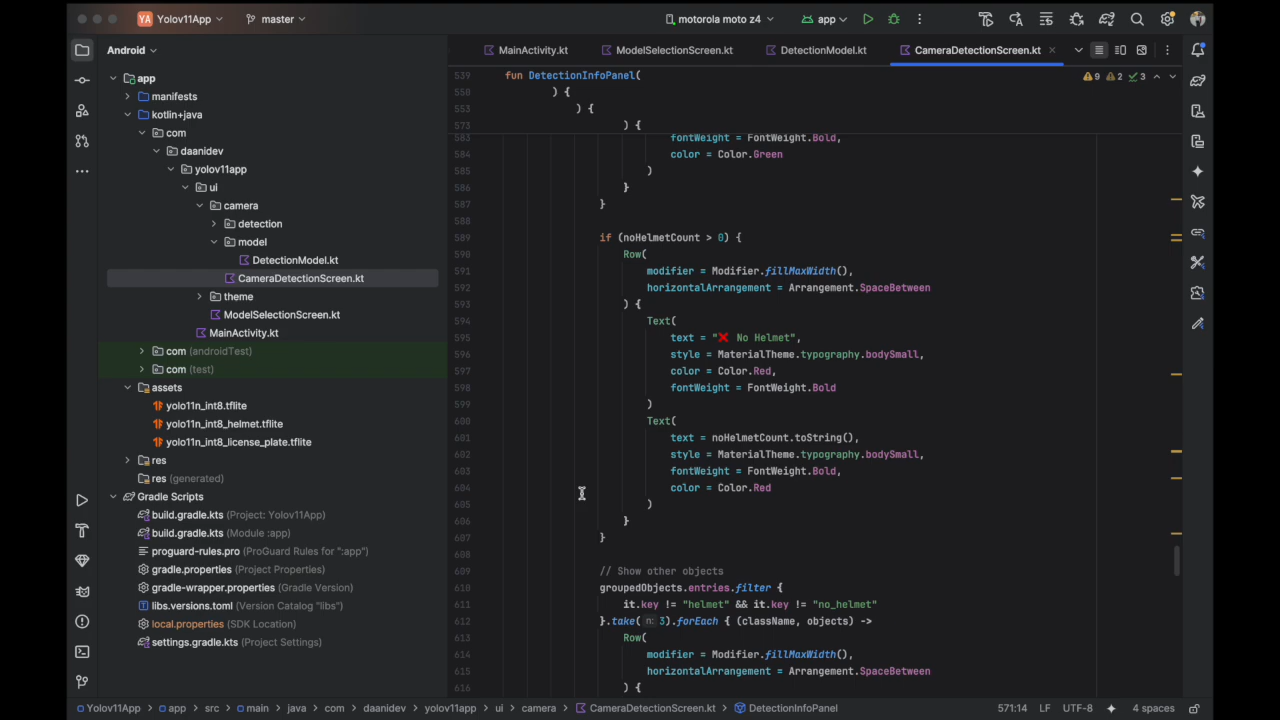 YA Yolov11App master motorola moto z4 app
Android
MainActivity.kt ModelSelectionScreen.kt DetectionModel.kt CameraDetectionScreen.kt
app
manifests
kotlin+java
com
daanidev
yolov11app
ui
camera
detection
model
DetectionModel.kt
CameraDetectionScreen.kt
theme
ModelSelectionScreen.kt
MainActivity.kt
com (androidTest)
com (test)
assets
yolo11n_int8.tflite
yolo11n_int8_helmet.tflite
yolo11n_int8_license_plate.tflite
res
res (generated)
Gradle Scripts
build.gradle.kts (Project: Yolov11App)
build.gradle.kts (Module :app)
proguard-rules.pro (ProGuard Rules for ":app")
gradle.properties (Project Properties)
gradle-wrapper.properties (Gradle Version)
libs.versions.toml (Version Catalog "libs")
local.properties (SDK Location)
settings.gradle.kts (Project Settings)
9 2 3
539 fun DetectionInfoPanel(
550 ) {
553 ) {
573 ) {
583 fontWeight = FontWeight.Bold,
584 color = Color.Green
585 )
586 }
587 }
588
589 if (noHelmetCount > 0) {
590 Row(
591 modifier = Modifier.fillMaxWidth(),
592 horizontalArrangement = Arrangement.SpaceBetween
593 ) {
594 Text(
595 text = "❌ No Helmet",
596 style = MaterialTheme.typography.bodySmall,
597 color = Color.Red,
598 fontWeight = FontWeight.Bold
599 )
600 Text(
601 text = noHelmetCount.toString(),
602 style = MaterialTheme.typography.bodySmall,
603 fontWeight = FontWeight.Bold,
604 color = Color.Red
605 )
606 }
607 }
608
609 // Show other objects
610 groupedObjects.entries.filter {
611 it.key != "helmet" && it.key != "no_helmet"
612 }.take( n: 3).forEach { (className, objects) ->
613 Row(
614 modifier = Modifier.fillMaxWidth(),
615 horizontalArrangement = Arrangement.SpaceBetween
616 ) {
Yolov11App app src main java com daanidev yolov11app ui camera CameraDetectionScreen.kt DetectionInfoPanel 571:14 LF UTF-8 4 spaces